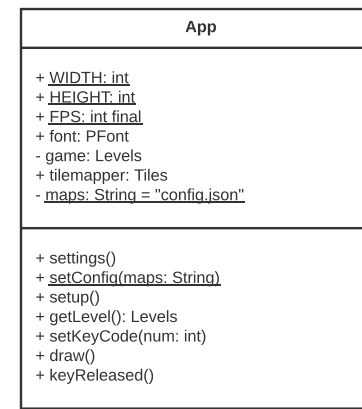 App
+ WIDTH: int
+ HEIGHT: int
+ FPS: int final
+ font: PFont
- game: Levels
+ tilemapper: Tiles
- maps: String = "config.json"
+ settings()
+ setConfig(maps: String)
+ setup()
+ getLevel(): Levels
+ setKeyCode(num: int)
+ draw()
+ keyReleased()